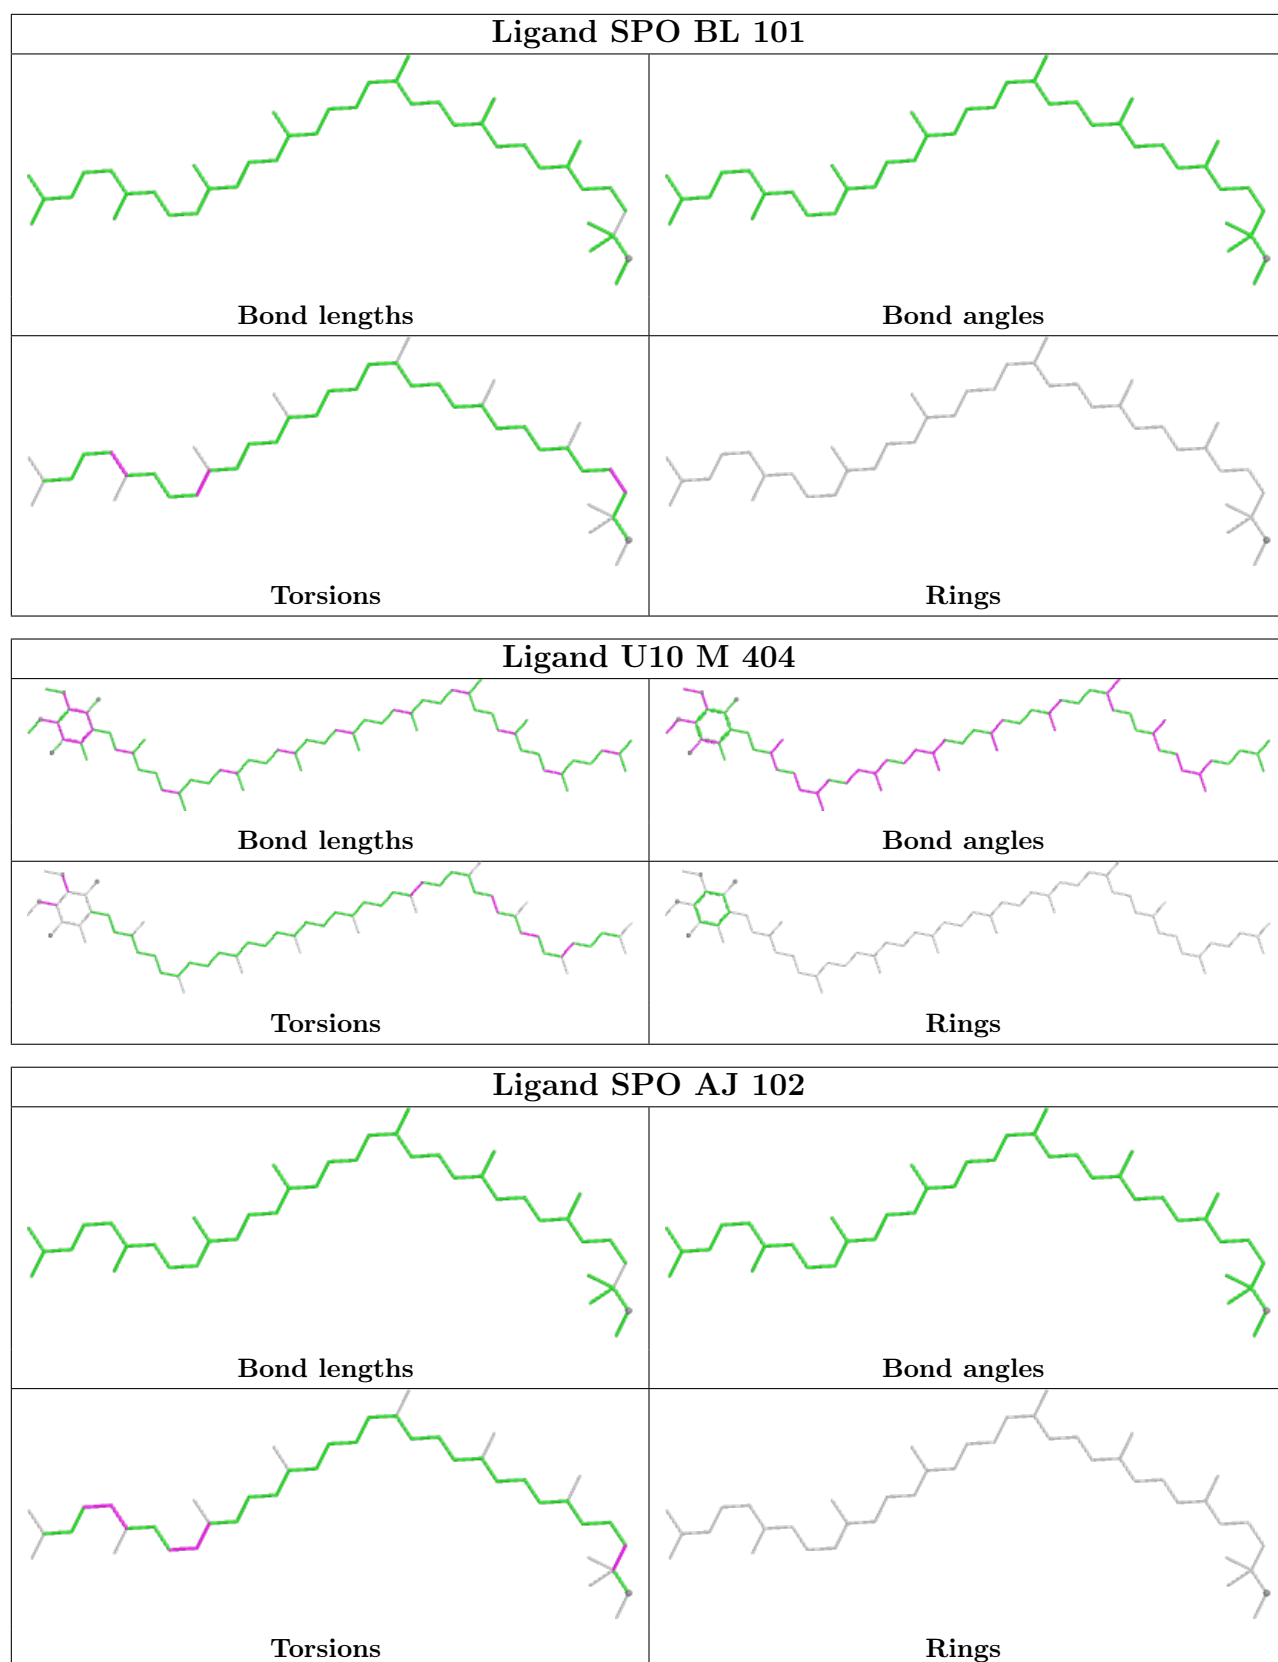 Ligand SPO BL 101
Bond lengths
Bond angles
Torsions
Rings
Ligand U10 M 404
Bond lengths
Bond angles
Torsions
Rings
Ligand SPO AJ 102
Bond lengths
Bond angles
Torsions
Rings